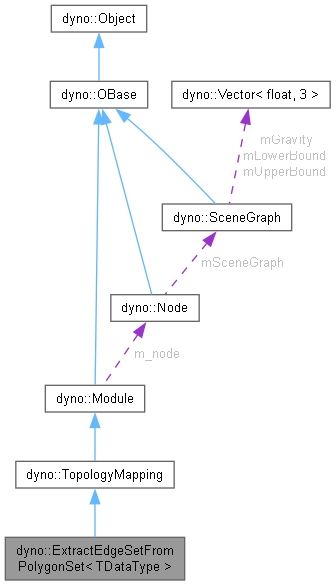 dyno::Object
dyno::OBase
dyno::Vector< float, 3 >
mGravity
mLowerBound
mUpperBound
dyno::SceneGraph
mSceneGraph
dyno::Node
m_node
dyno::Module
dyno::TopologyMapping
dyno::ExtractEdgeSetFrom
PolygonSet< TDataType >